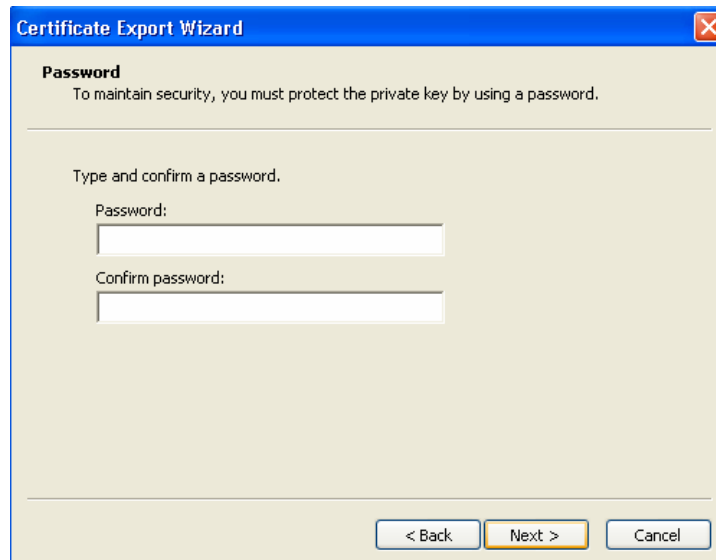 Certificate Export Wizard
Password
To maintain security, you must protect the private key by using a password.
Type and confirm a password.
Password:
Confirm password:
< Back Next > Cancel